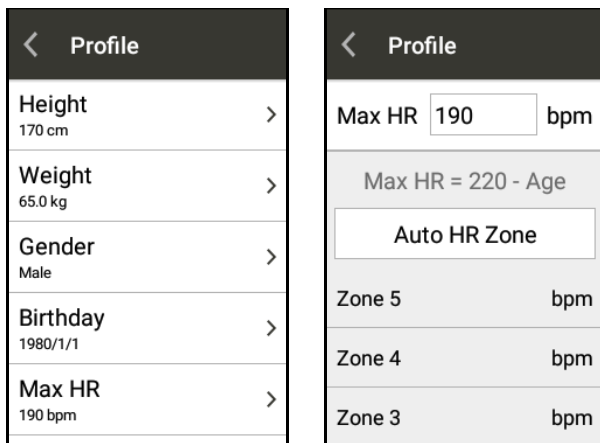 Profile
Height
170 cm
Weight
65.0 kg
Gender
Male
Birthday
1980/1/1
Max HR
190 bpm
Profile
Max HR 190 bpm
Max HR = 220 - Age
Auto HR Zone
Zone 5 bpm
Zone 4 bpm
Zone 3 bpm